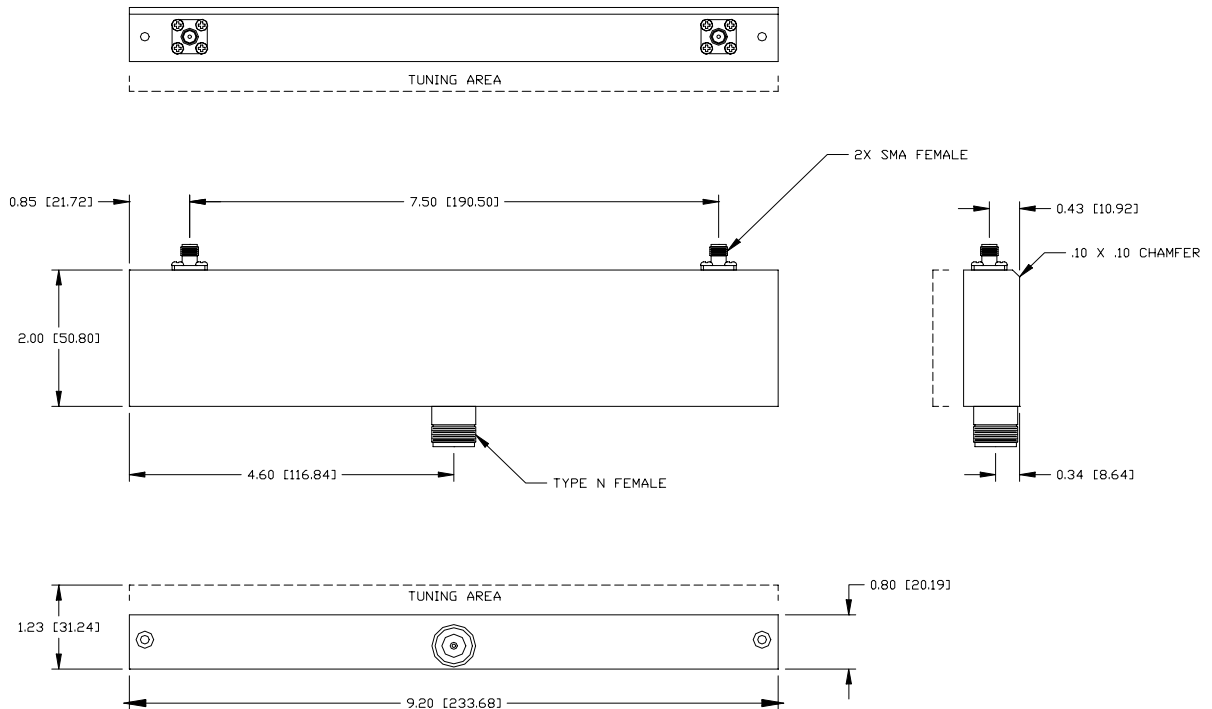 TUNING AREA
2X SMA FEMALE
0.85 [21.72]
7.50 [190.50]
0.43 [10.92]
.10 X .10 CHAMFER
2.00 [50.80]
4.60 [116.84]
TYPE N FEMALE
0.34 [8.64]
TUNING AREA
0.80 [20.19]
1.23 [31.24]
9.20 [233.68]